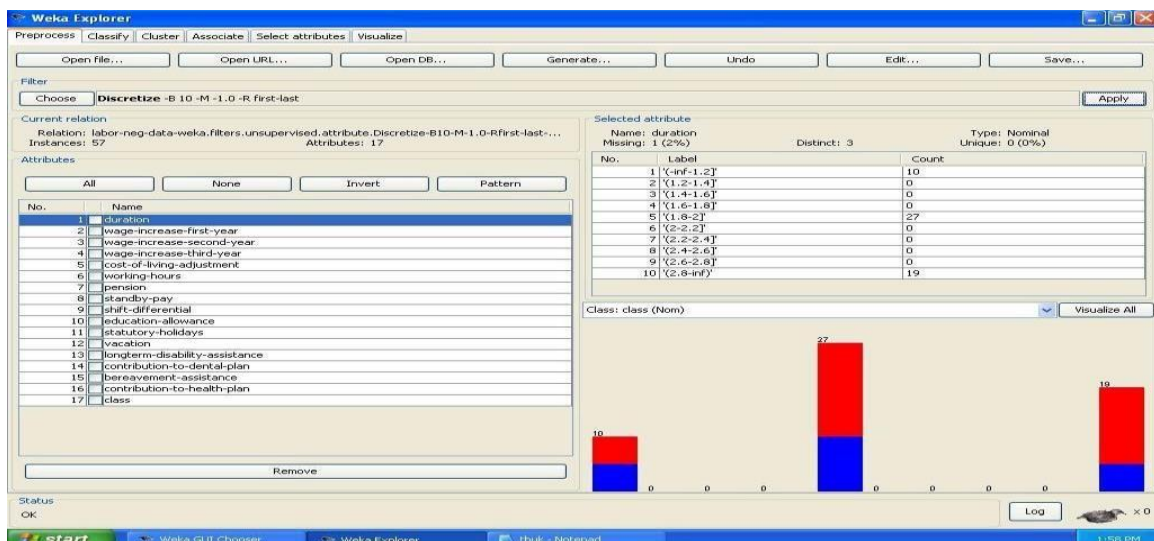 Weka Explorer
Preprocess Classify Cluster Associate Select attributes Visualize
Open file... Open URL... Open DB... Generate... Undo Edit... Save...
Filter
Choose Discretize -B 10 -M -1.0 -R first-last Apply
Current relation
Relation: labor-neg-data-weka.filters.unsupervised.attribute.Discretize-B10-M-1.0-Rfirst-last-...
Instances: 57 Attributes: 17
Attributes
All None Invert Pattern
No. Name
1 duration
2 wage-increase-first-year
3 wage-increase-second-year
4 wage-increase-third-year
5 cost-of-living-adjustment
6 working-hours
7 pension
8 standby-pay
9 shift-differential
10 education-allowance
11 statutory-holidays
12 vacation
13 longterm-disability-assistance
14 contribution-to-dental-plan
15 bereavement-assistance
16 contribution-to-health-plan
17 class
Remove
Selected attribute
Name: duration Type: Nominal
Missing: 1 (2%) Distinct: 3 Unique: 0 (0%)
No. Label Count
1 '(-inf-1.2]' 10
2 '(1.2-1.4]' 0
3 '(1.4-1.6]' 0
4 '(1.6-1.8]' 0
5 '(1.8-2]' 27
6 '(2-2.2]' 0
7 '(2.2-2.4]' 0
8 '(2.4-2.6]' 0
9 '(2.6-2.8]' 0
10 '(2.8-inf)' 19
Class: class (Nom) Visualize All
27
19
10
0 0 0 0 0 0 0
Status
OK
Log x 0
start Weka GUI Chooser Weka Explorer thuk - Notepad 1:56 PM